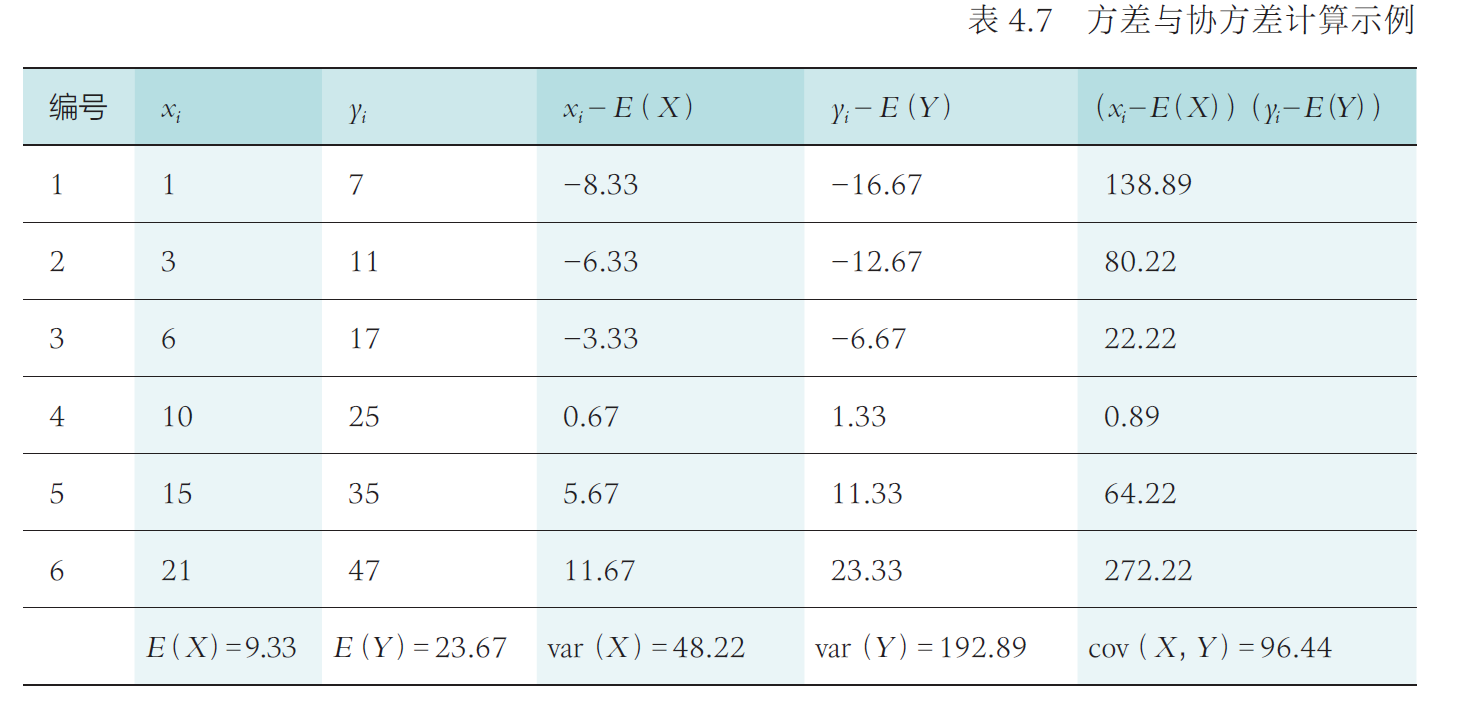 表 4.7 方差与协方差计算示例
编号 xᵢ yᵢ xᵢ−E(X) yᵢ−E(Y) (xᵢ−E(X))(yᵢ−E(Y))
1 1 7 −8.33 −16.67 138.89
2 3 11 −6.33 −12.67 80.22
3 6 17 −3.33 −6.67 22.22
4 10 25 0.67 1.33 0.89
5 15 35 5.67 11.33 64.22
6 21 47 11.67 23.33 272.22
E(X)=9.33 E(Y)=23.67 var(X)=48.22 var(Y)=192.89 cov(X, Y)=96.44